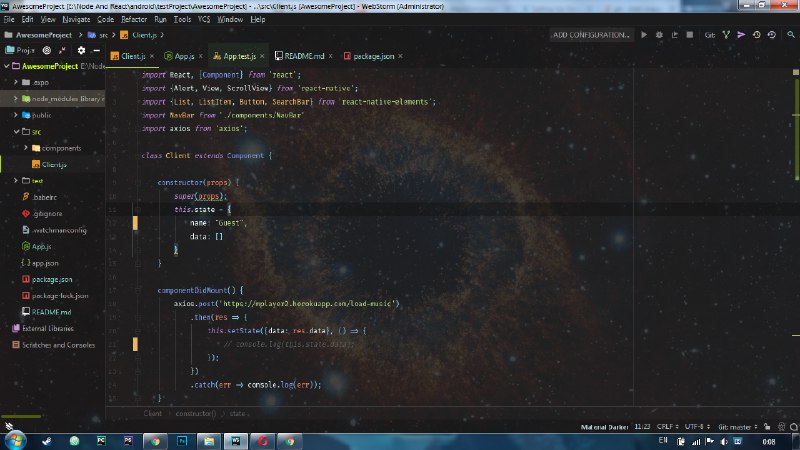 AwesomeProject [E:\Node And React\android\testProject\AwesomeProject] - ...\src\Client.js [AwesomeProject] - WebStorm (Administrator)
File Edit View Navigate Code Refactor Run Tools VCS Window Help
AwesomeProject src Client.js ADD CONFIGURATION... Git:
Client.js App.js App.test.js README.md package.json
AwesomeProject
.expo
node_modules library
public
src
components
Client.js
test
.babelrc
.gitignore
.watchmanconfig
App.js
app.json
package.json
package-lock.json
README.md
External Libraries
Scratches and Consoles
import React, {Component} from 'react';
import {Alert, View, ScrollView} from 'react-native';
import {List, ListItem, Button, SearchBar} from 'react-native-elements';
import NavBar from './components/NavBar'
import axios from 'axios';
class Client extends Component {
constructor(props) {
super(props);
this.state = {
name: "Guest",
data: []
}
}
componentDidMount() {
axios.post('https://mplayer2.herokuapp.com/load-music')
.then(res => {
this.setState({data: res.data}, () => {
// console.log(this.state.data);
});
})
.catch(err => console.log(err));
}
Client constructor() state
Material Darker 11:23 CRLF UTF-8 Git: master
EN 0:08